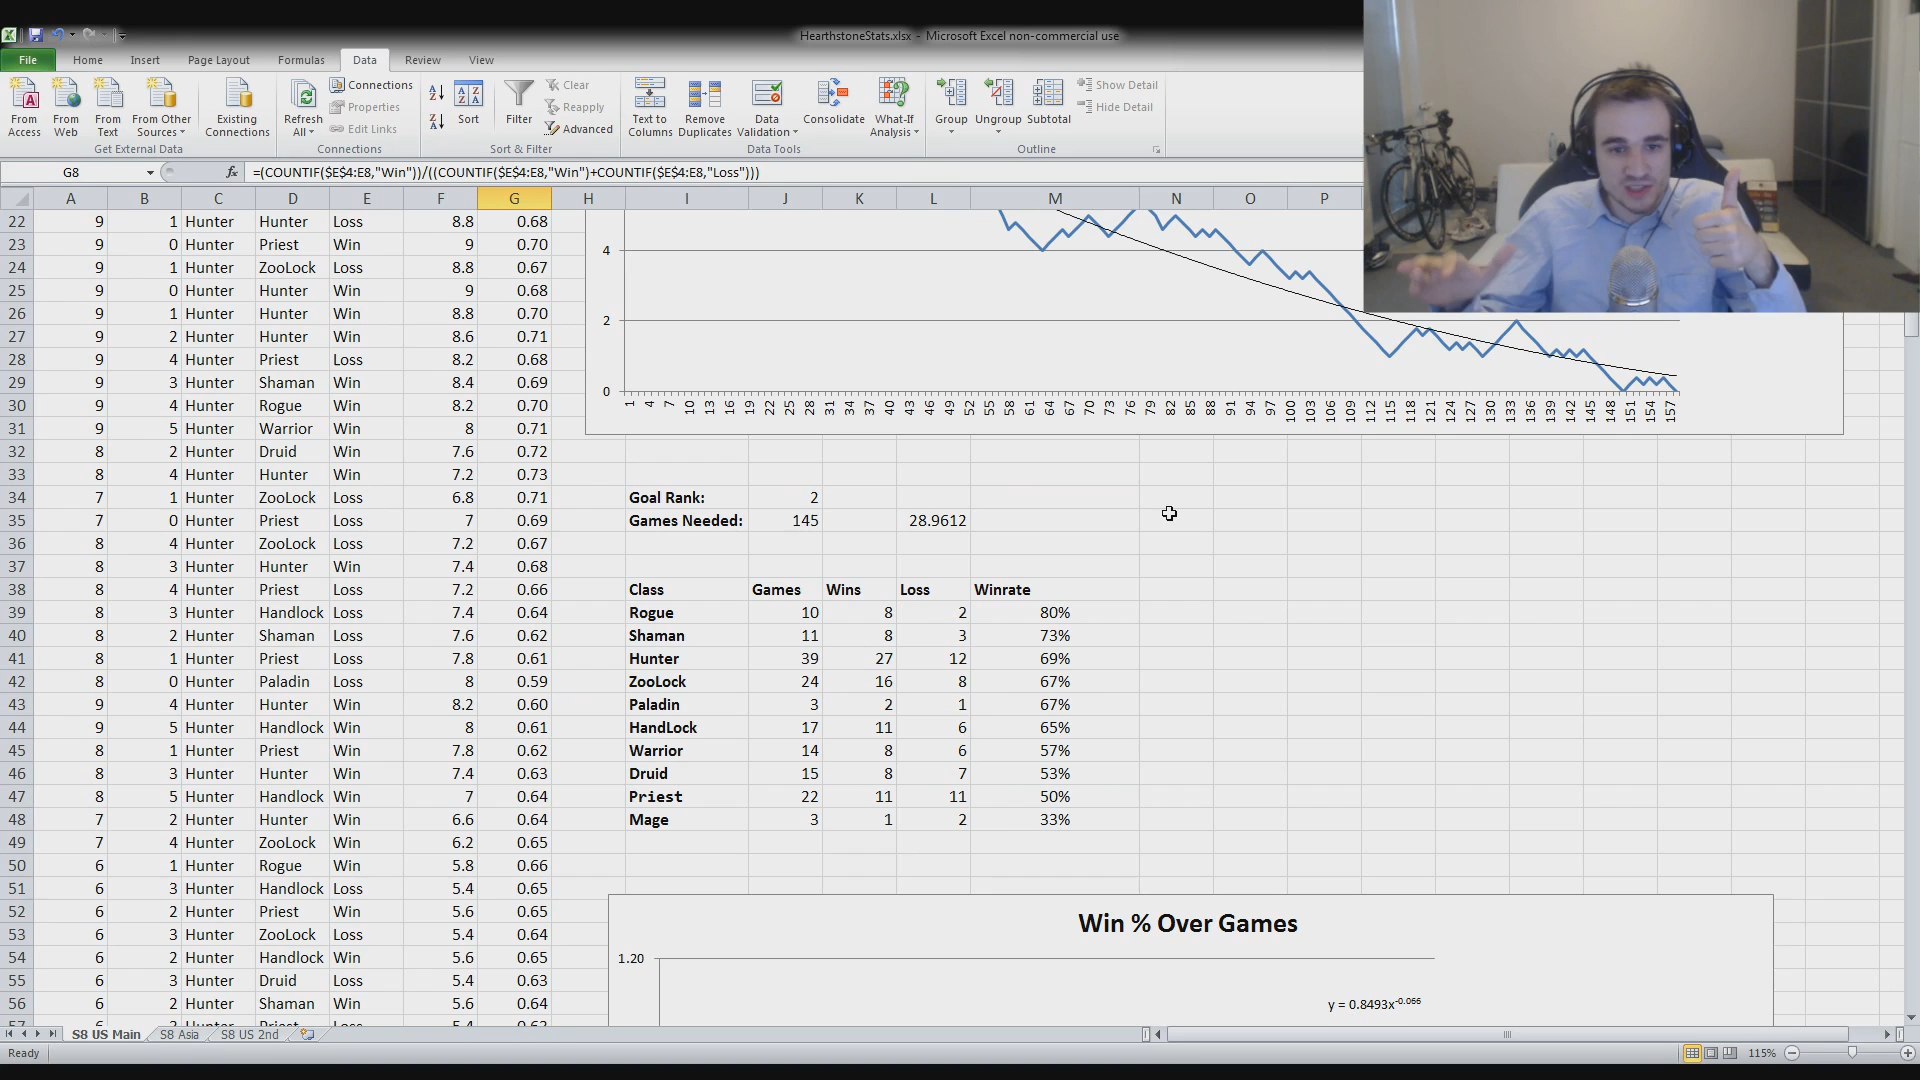 HearthstoneStats.xlsx - Microsoft Excel non-commercial use
File Home Insert Page Layout Formulas Data Review View
From Access From Web From Text From Other Sources Existing Connections Refresh All Connections Properties Edit Links Sort Filter Clear Reapply Advanced Text to Columns Remove Duplicates Data Validation Consolidate What-If Analysis Group Ungroup Subtotal Show Detail Hide Detail
Get External Data Connections Sort & Filter Data Tools Outline
G8 fx =(COUNTIF($E$4:E8,"Win"))/((COUNTIF($E$4:E8,"Win")+COUNTIF($E$4:E8,"Loss")))
A B C D E F G H I J K L M N O P
22 9 1 Hunter Hunter Loss 8.8 0.68
23 9 0 Hunter Priest Win 9 0.70
24 9 1 Hunter ZooLock Loss 8.8 0.67
25 9 0 Hunter Hunter Win 9 0.68
26 9 1 Hunter Hunter Win 8.8 0.70
27 9 2 Hunter Hunter Win 8.6 0.71
28 9 4 Hunter Priest Loss 8.2 0.68
29 9 3 Hunter Shaman Win 8.4 0.69
30 9 4 Hunter Rogue Win 8.2 0.70
31 9 5 Hunter Warrior Win 8 0.71
32 8 2 Hunter Druid Win 7.6 0.72
33 8 4 Hunter Hunter Win 7.2 0.73
34 7 1 Hunter ZooLock Loss 6.8 0.71
35 7 0 Hunter Priest Loss 7 0.69
36 8 4 Hunter ZooLock Loss 7.2 0.67
37 8 3 Hunter Hunter Win 7.4 0.68
38 8 4 Hunter Priest Loss 7.2 0.66
39 8 3 Hunter Handlock Loss 7.4 0.64
40 8 2 Hunter Shaman Loss 7.6 0.62
41 8 1 Hunter Priest Loss 7.8 0.61
42 8 0 Hunter Paladin Loss 8 0.59
43 9 4 Hunter Hunter Win 8.2 0.60
44 9 5 Hunter Handlock Win 8 0.61
45 8 1 Hunter Priest Win 7.8 0.62
46 8 3 Hunter Hunter Win 7.4 0.63
47 8 5 Hunter Handlock Win 7 0.64
48 7 2 Hunter Hunter Win 6.6 0.64
49 7 4 Hunter ZooLock Win 6.2 0.65
50 6 1 Hunter Rogue Win 5.8 0.66
51 6 3 Hunter Handlock Loss 5.4 0.65
52 6 2 Hunter Priest Win 5.6 0.65
53 6 3 Hunter ZooLock Loss 5.4 0.64
54 6 2 Hunter Handlock Win 5.6 0.65
55 6 3 Hunter Druid Loss 5.4 0.63
56 6 2 Hunter Shaman Win 5.6 0.64
4
2
0
1 4 7 10 13 16 19 22 25 28 31 34 37 40 43 46 49 52 55 58 61 64 67 70 73 76 79 82 85 88 91 94 97 100 103 106 109 112 115 118 121 124 127 130 133 136 139 142 145 148 151 154 157
Goal Rank: 2
Games Needed: 145 28.9612
Class Games Wins Loss Winrate
Rogue 10 8 2 80%
Shaman 11 8 3 73%
Hunter 39 27 12 69%
ZooLock 24 16 8 67%
Paladin 3 2 1 67%
HandLock 17 11 6 65%
Warrior 14 8 6 57%
Druid 15 8 7 53%
Priest 22 11 11 50%
Mage 3 1 2 33%
Win % Over Games
1.20
y = 0.8493x-0.066
S8 US Main S8 Asia S8 US 2nd
Ready 115%